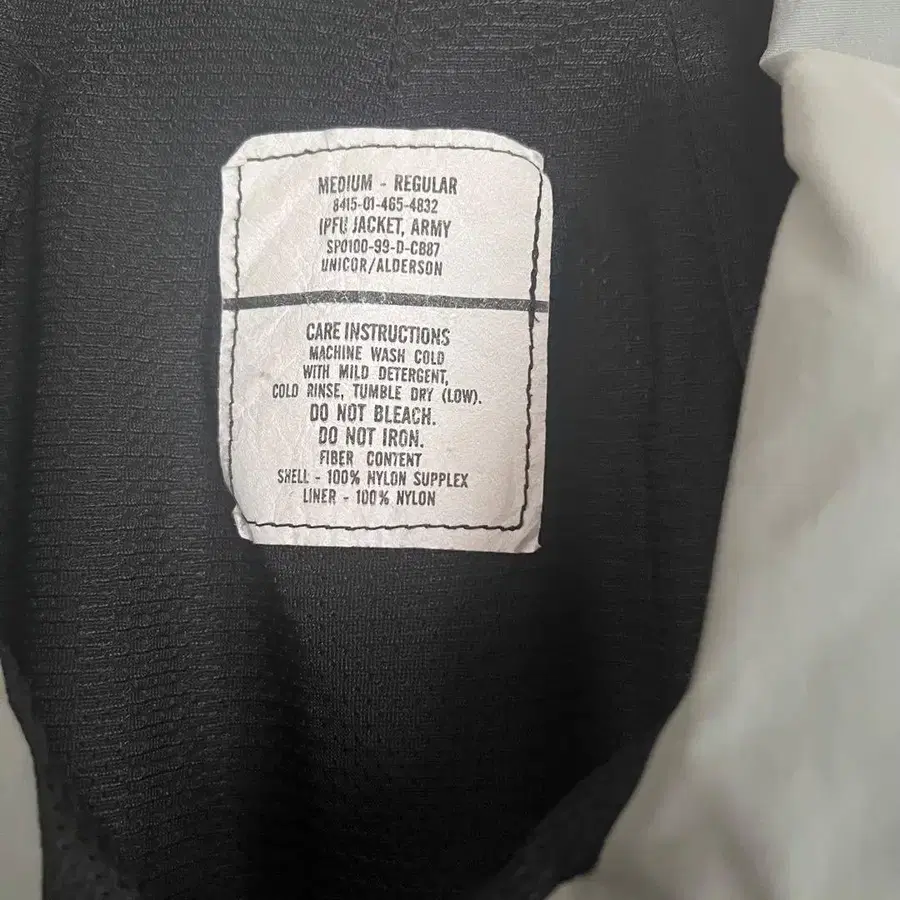 MEDIUM - REGULAR
8415-01-465-4832
IPFU JACKET, ARMY
SPO100-99-D-CB87
UNICOR/ALDERSON
CARE INSTRUCTIONS
MACHINE WASH COLD
WITH MILD DETERGENT,
COLD RINSE, TUMBLE DRY (LOW).
DO NOT BLEACH.
DO NOT IRON.
FIBER CONTENT
SHELL - 100% NYLON SUPPLEX
LINER - 100% NYLON